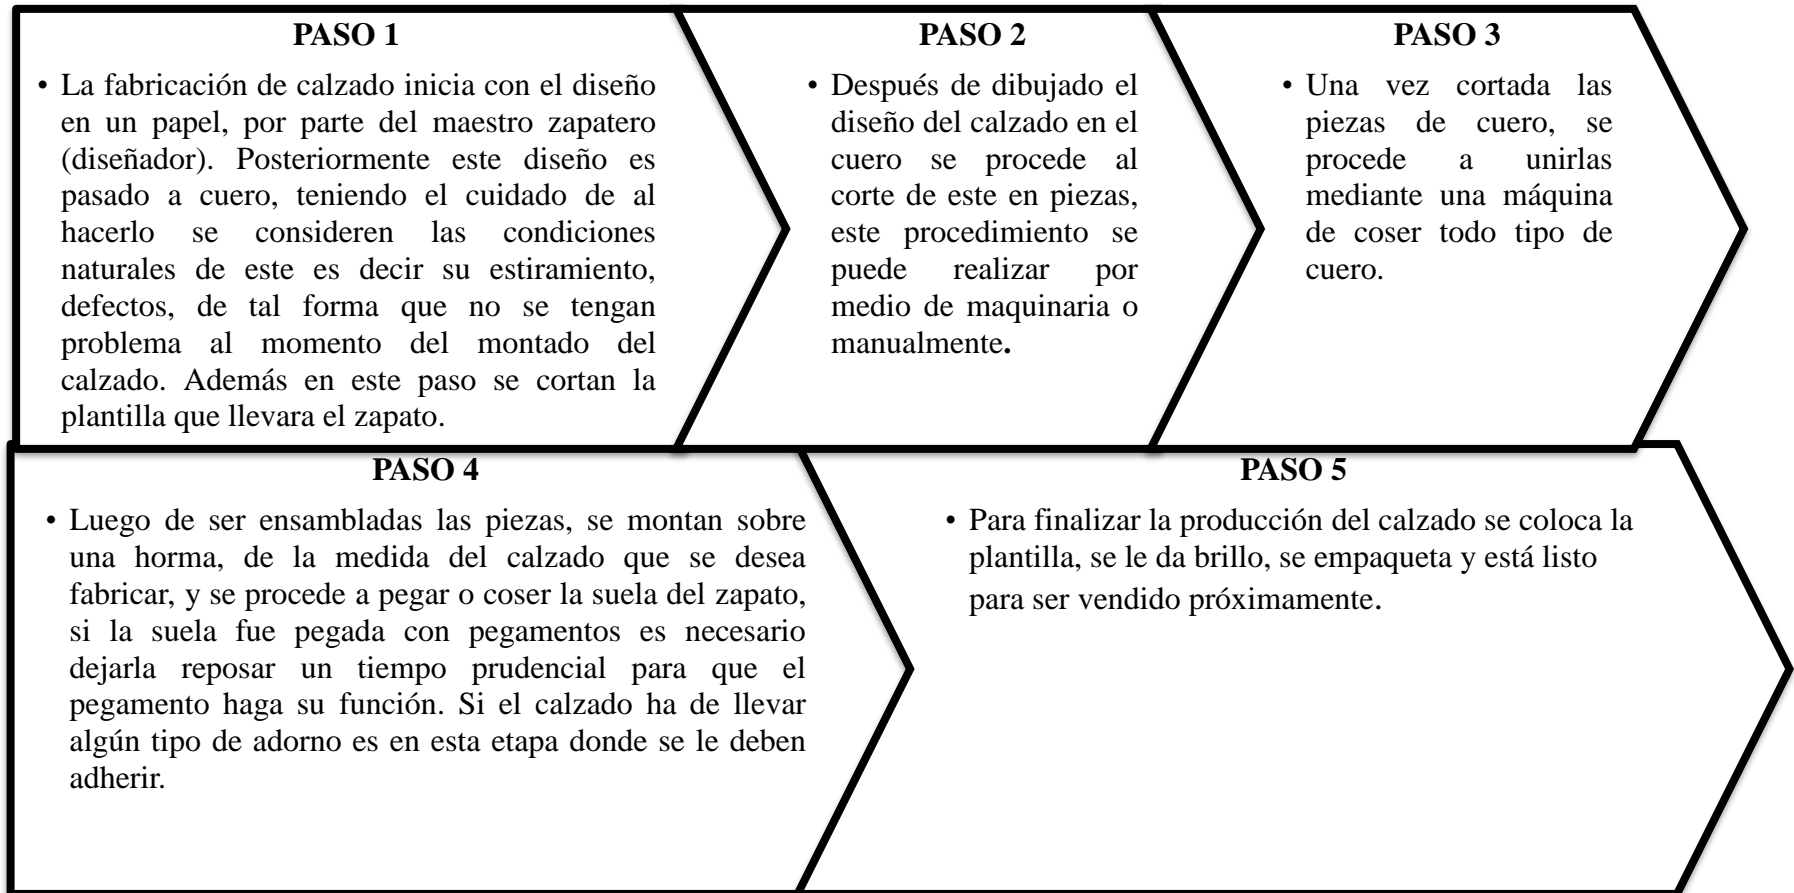 PASO 1
• La fabricación de calzado inicia con el diseño
en un papel, por parte del maestro zapatero
(diseñador). Posteriormente este diseño es
pasado a cuero, teniendo el cuidado de al
hacerlo se consideren las condiciones
naturales de este es decir su estiramiento,
defectos, de tal forma que no se tengan
problema al momento del montado del
calzado. Además en este paso se cortan la
plantilla que llevara el zapato.
PASO 2
• Después de dibujado el
diseño del calzado en el
cuero se procede al
corte de este en piezas,
este procedimiento se
puede realizar por
medio de maquinaria o
manualmente.
PASO 3
• Una vez cortada las
piezas de cuero, se
procede a unirlas
mediante una máquina
de coser todo tipo de
cuero.
PASO 4
• Luego de ser ensambladas las piezas, se montan sobre
una horma, de la medida del calzado que se desea
fabricar, y se procede a pegar o coser la suela del zapato,
si la suela fue pegada con pegamentos es necesario
dejarla reposar un tiempo prudencial para que el
pegamento haga su función. Si el calzado ha de llevar
algún tipo de adorno es en esta etapa donde se le deben
adherir.
PASO 5
• Para finalizar la producción del calzado se coloca la
plantilla, se le da brillo, se empaqueta y está listo
para ser vendido próximamente.